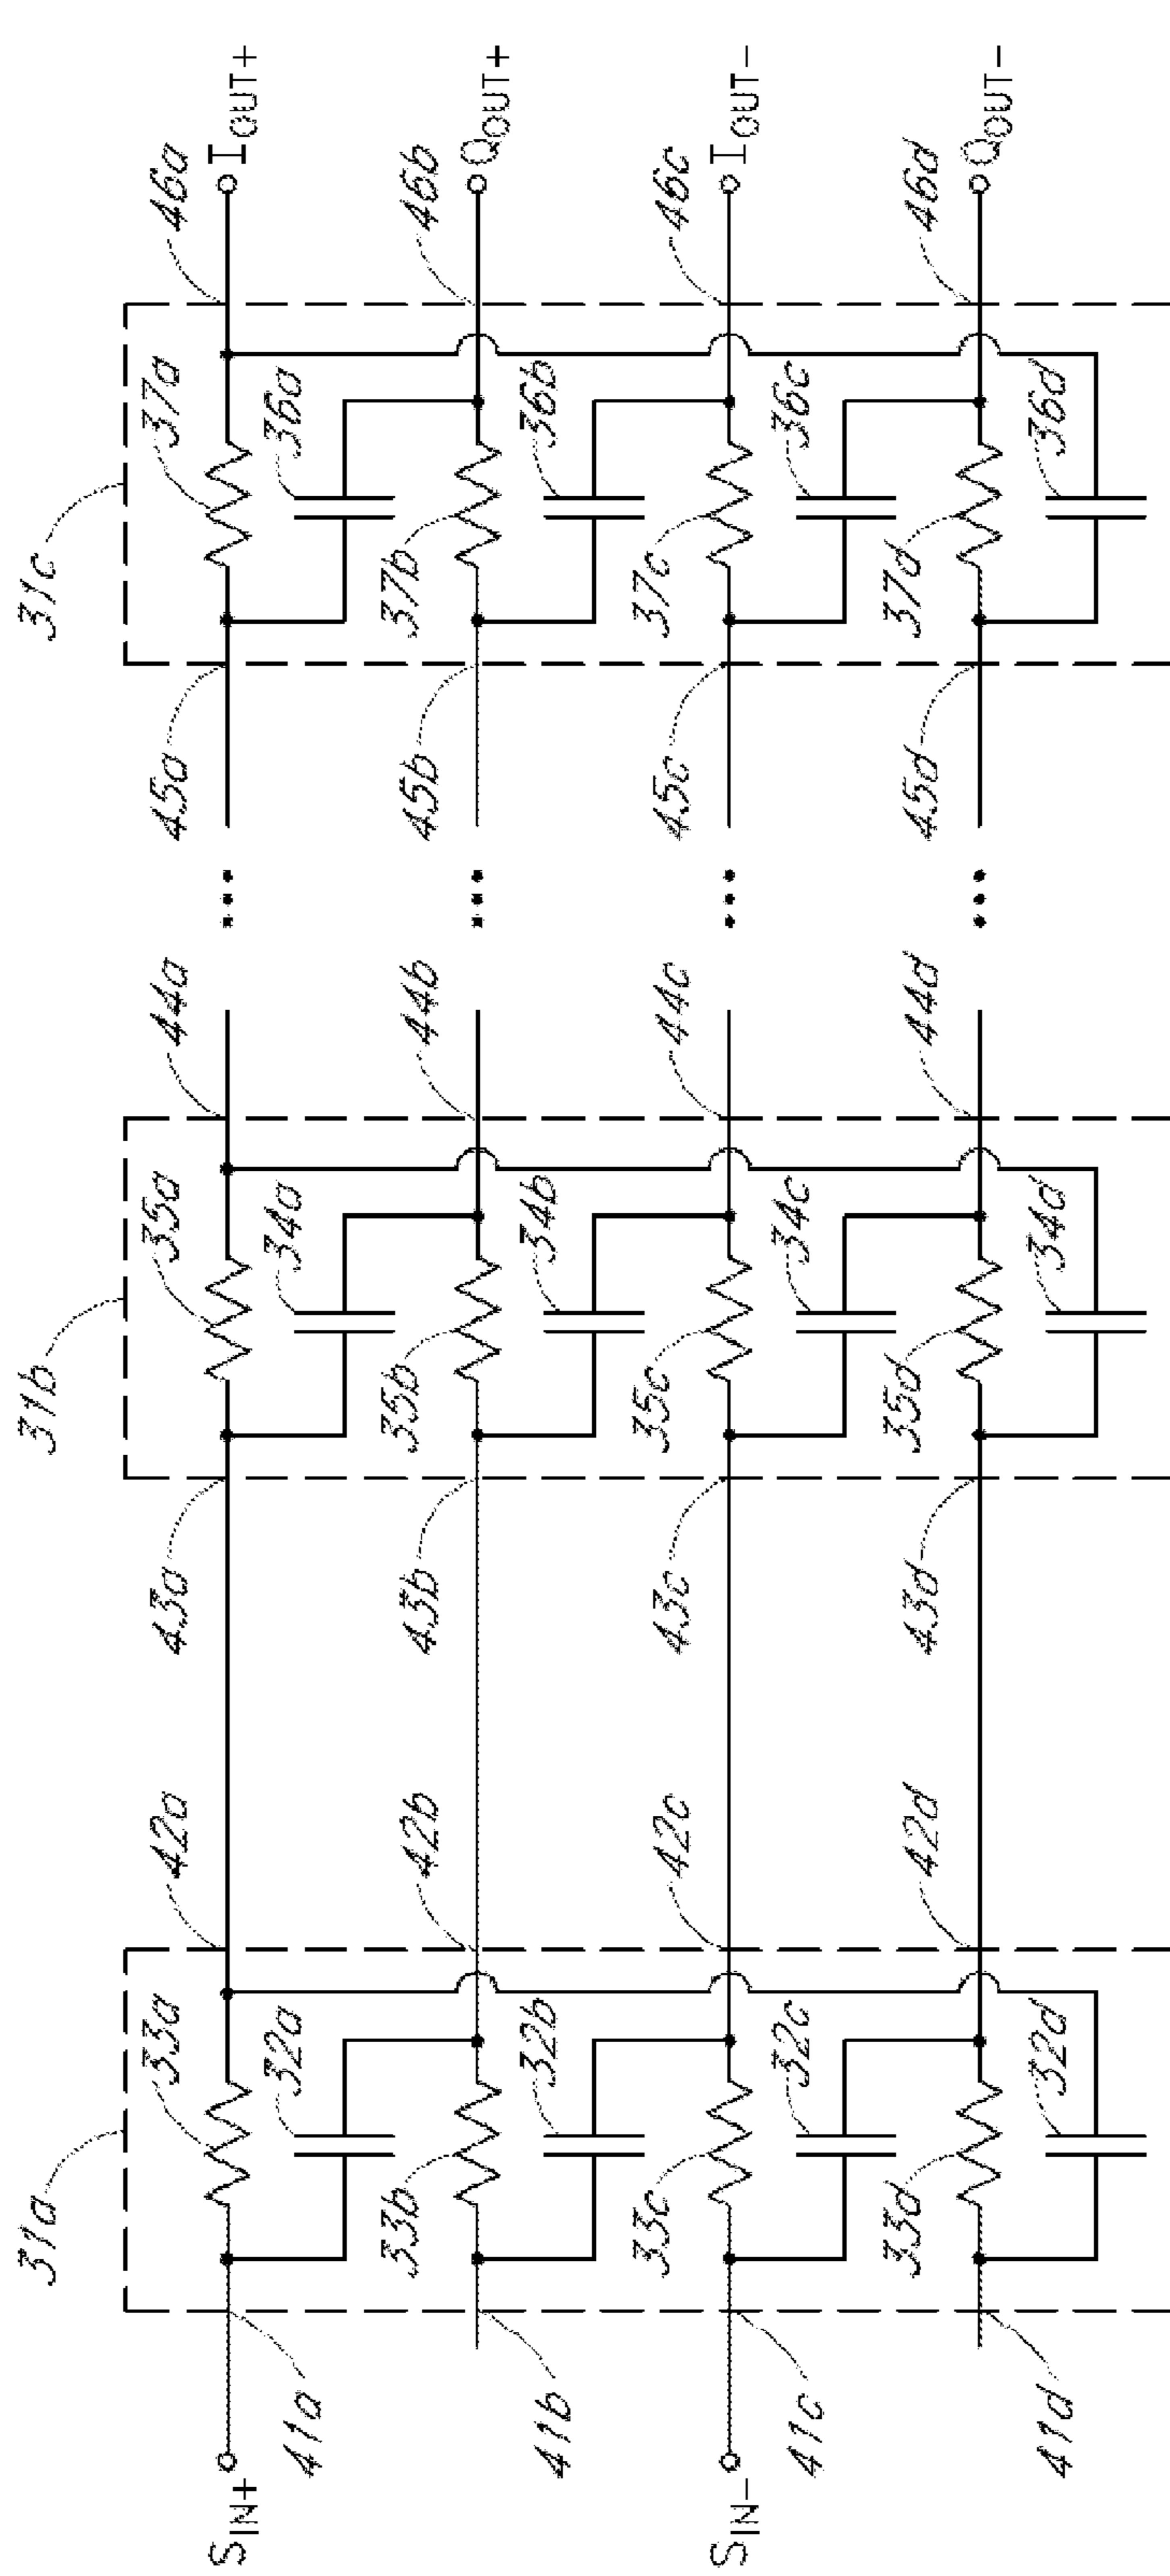 31a
31b
31c
33a
42a
43a
35a
44a
45a
37a
46a
I_OUT+
S_IN+
41a
32a
34a
36a
33b
42b
43b
35b
44b
45b
37b
46b
Q_OUT+
41b
32b
34b
36b
33c
42c
43c
35c
44c
45c
37c
46c
I_OUT-
S_IN-
41c
32c
34c
36c
33d
42d
43d
35d
44d
45d
37d
46d
Q_OUT-
41d
32d
34d
36d